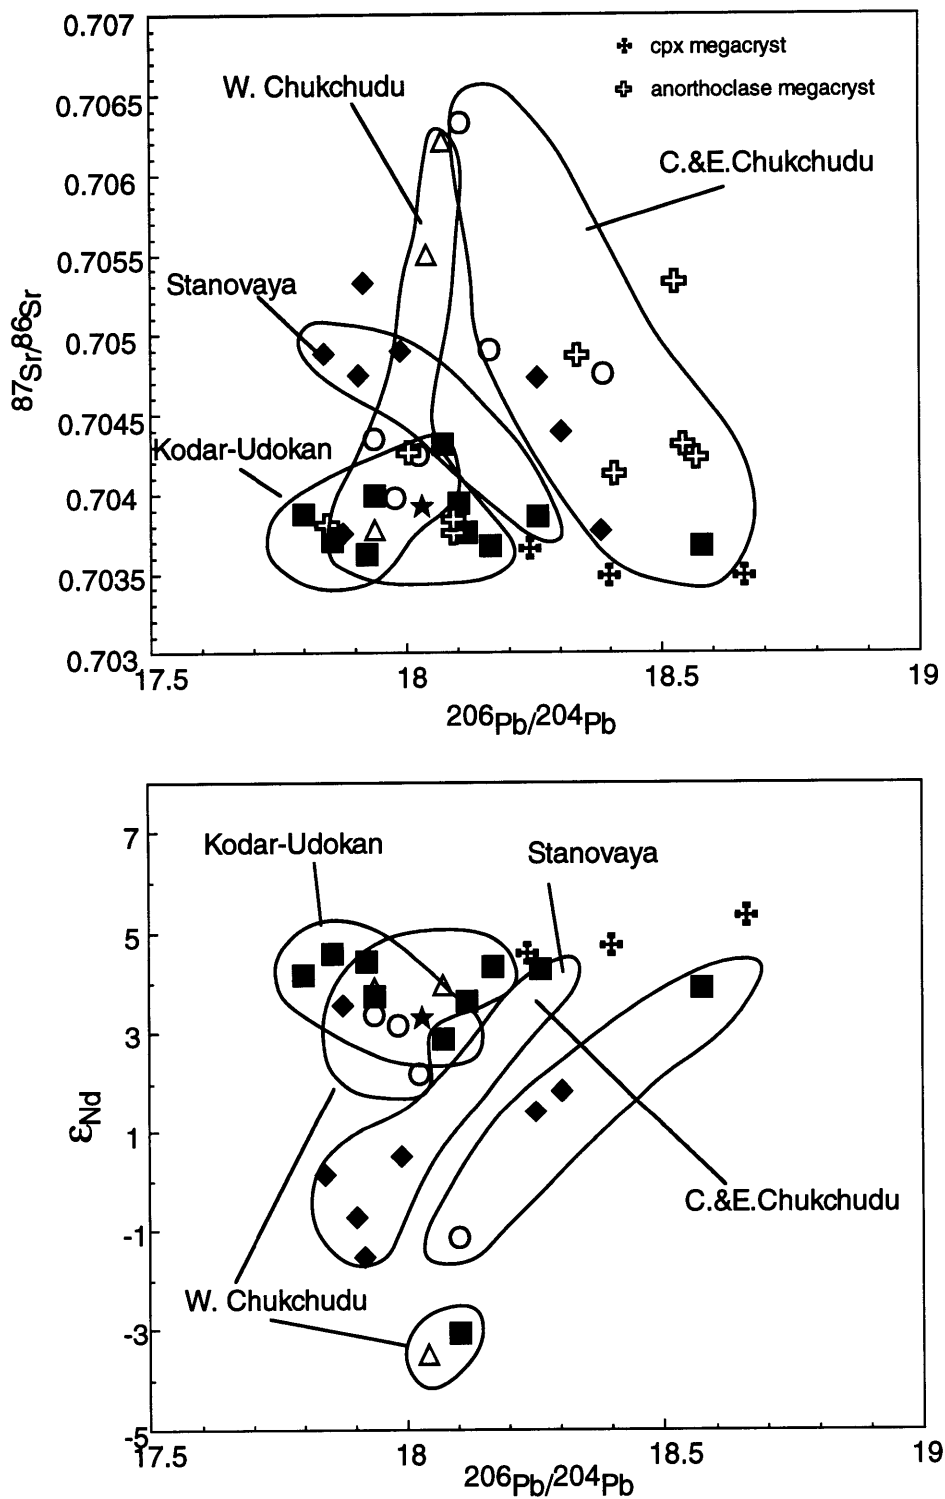 0.707
cpx megacryst
W. Chukchudu
anorthoclase megacryst
0.7065
C.&E.Chukchudu
0.706
0.7055
Stanovaya
87Sr/86Sr
0.705
0.7045
Kodar-Udokan
0.704
0.7035
0.703
17.5 18 18.5 19
206Pb/204Pb
7
Kodar-Udokan
Stanovaya
5
3
εNd
1
C.&E.Chukchudu
-1
W. Chukchudu
-3
-5
17.5 18 18.5 19
206Pb/204Pb